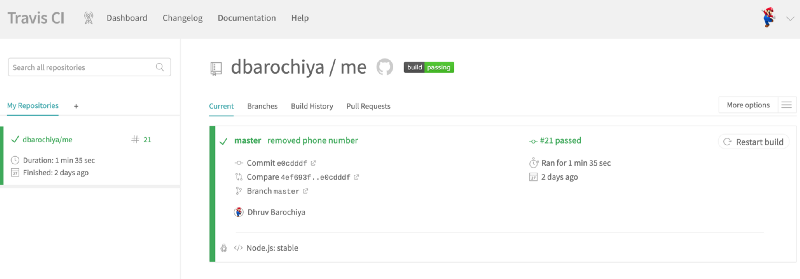 Travis CI Dashboard Changelog Documentation Help
Search all repositories
dbarochiya / me build passing
My Repositories +
Current Branches Build History Pull Requests More options
dbarochiya/me # 21
Duration: 1 min 35 sec
Finished: 2 days ago
master removed phone number
#21 passed
Restart build
Commit e0cdddf
Ran for 1 min 35 sec
Compare 4ef693f..e0cdddf
2 days ago
Branch master
Dhruv Barochiya
</> Node.js: stable